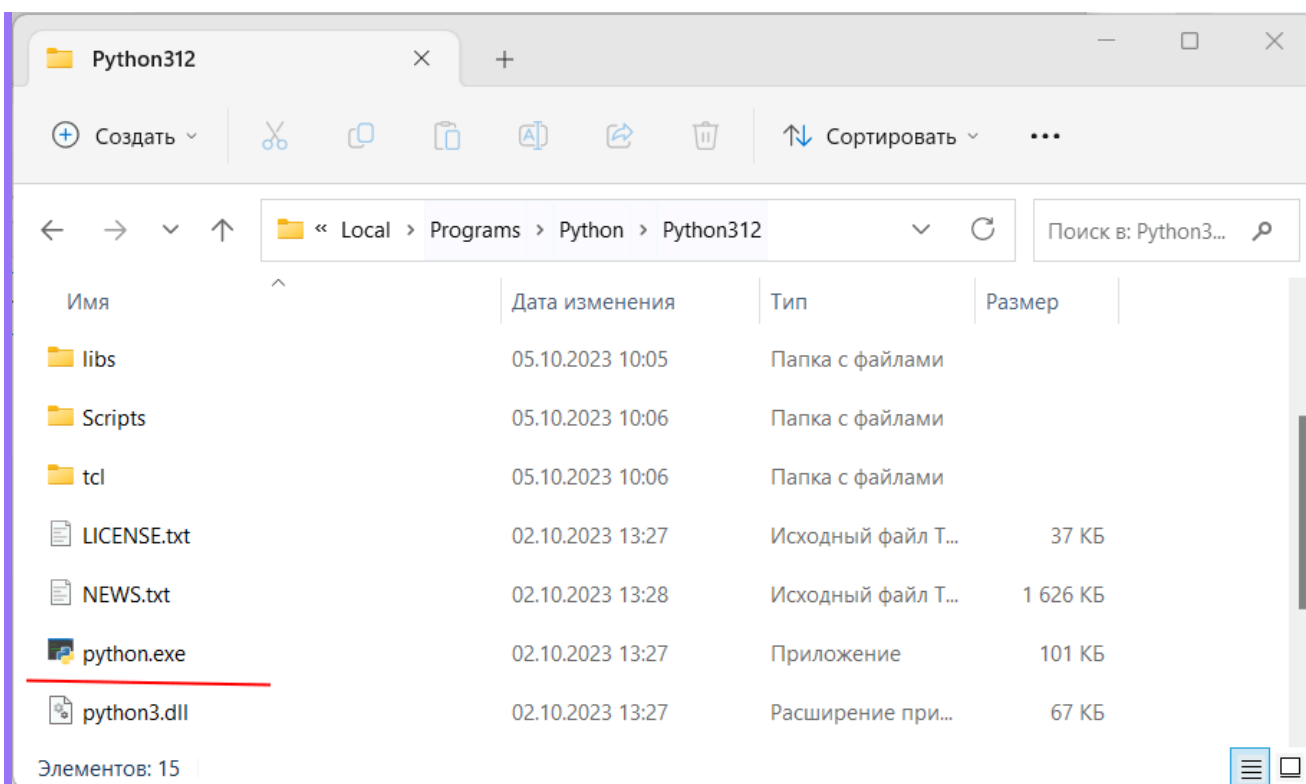 Python312
Создать
Сортировать
« Local > Programs > Python > Python312
Поиск в: Python3...
Имя Дата изменения Тип Размер
libs 05.10.2023 10:05 Папка с файлами
Scripts 05.10.2023 10:06 Папка с файлами
tcl 05.10.2023 10:06 Папка с файлами
LICENSE.txt 02.10.2023 13:27 Исходный файл T... 37 КБ
NEWS.txt 02.10.2023 13:28 Исходный файл T... 1 626 КБ
python.exe 02.10.2023 13:27 Приложение 101 КБ
python3.dll 02.10.2023 13:27 Расширение при... 67 КБ
Элементов: 15